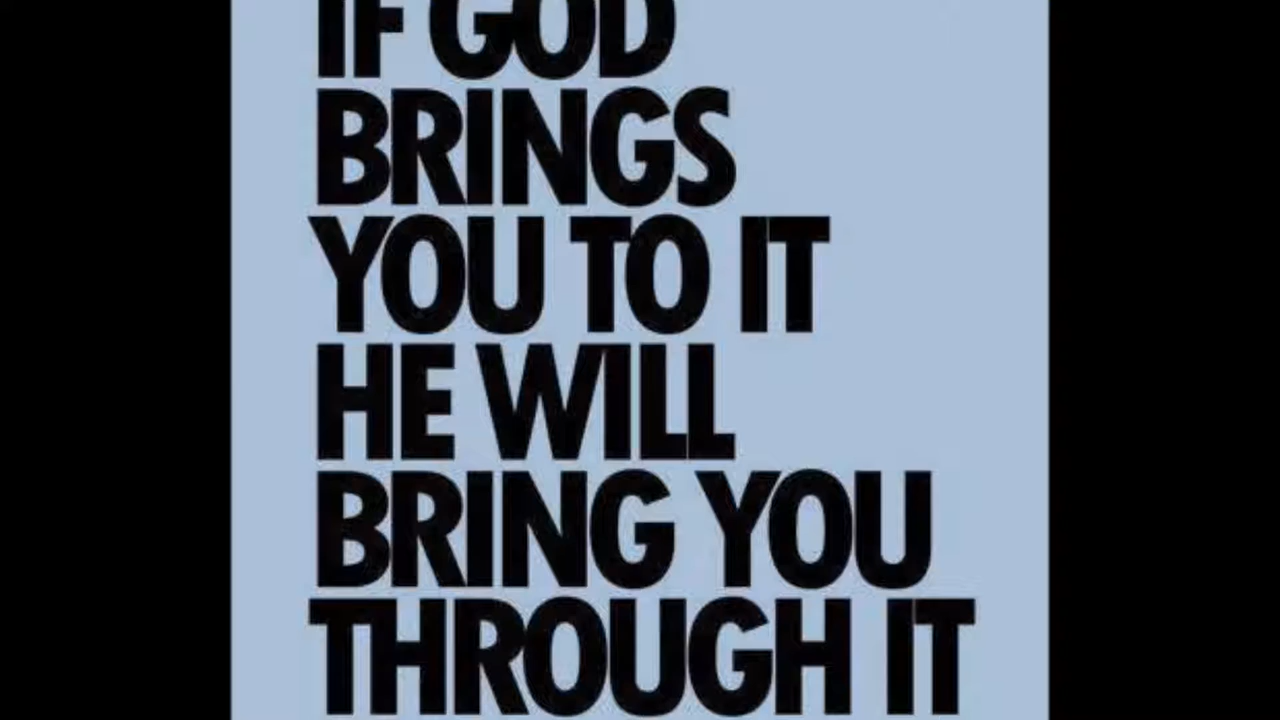 IF GOD
BRINGS
YOU TO IT
HE WILL
BRING YOU
THROUGH IT